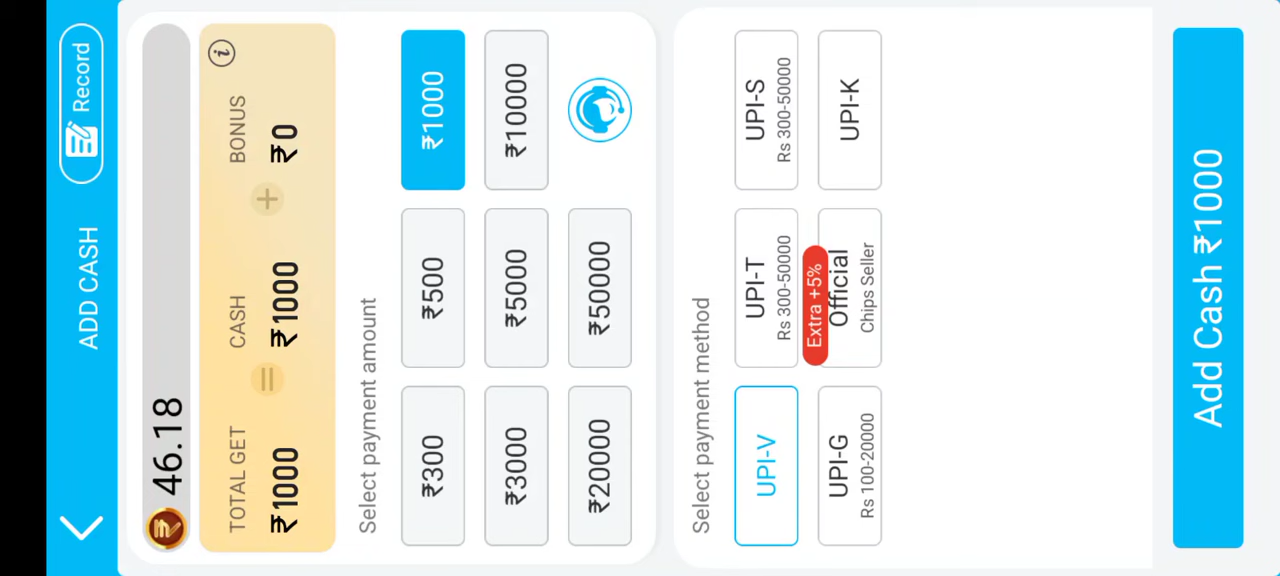 ADD CASH
Record
46.18
TOTAL GET
CASH
BONUS
₹1000
=
₹1000
+
₹0
Select payment amount
₹300
₹500
₹1000
₹3000
₹5000
₹10000
₹20000
₹50000
Select payment method
UPI-V
UPI-T
Rs 300-50000
UPI-S
Rs 300-50000
UPI-G
Rs 100-20000
Extra +5%
Official
Chips Seller
UPI-K
Add Cash ₹1000